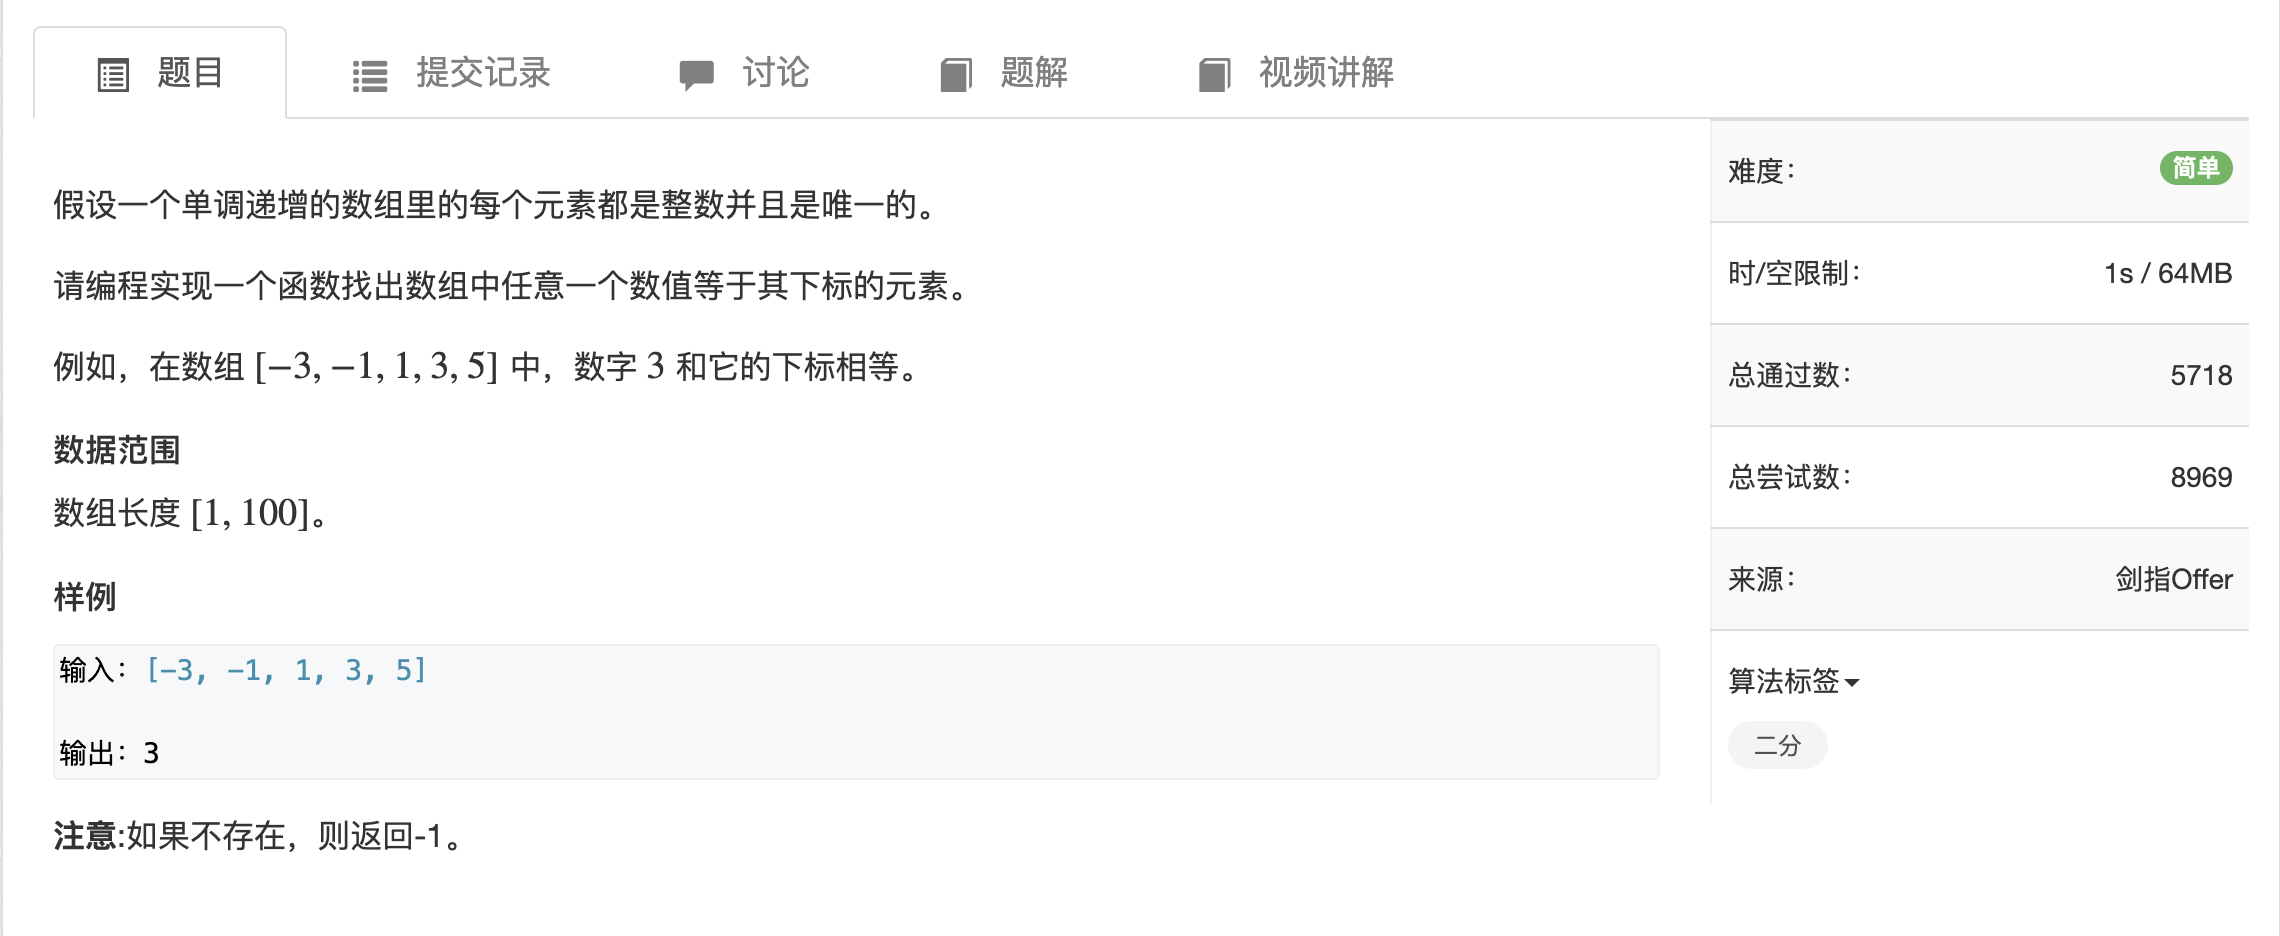 题目 提交记录 讨论 题解 视频讲解
假设一个单调递增的数组里的每个元素都是整数并且是唯一的。
请编程实现一个函数找出数组中任意一个数值等于其下标的元素。
例如，在数组 [−3, −1, 1, 3, 5] 中，数字 3 和它的下标相等。
数据范围
数组长度 [1, 100]。
样例
输入：[-3, -1, 1, 3, 5]
输出：3
注意:如果不存在，则返回-1。
难度： 简单
时/空限制： 1s / 64MB
总通过数： 5718
总尝试数： 8969
来源： 剑指Offer
算法标签
二分